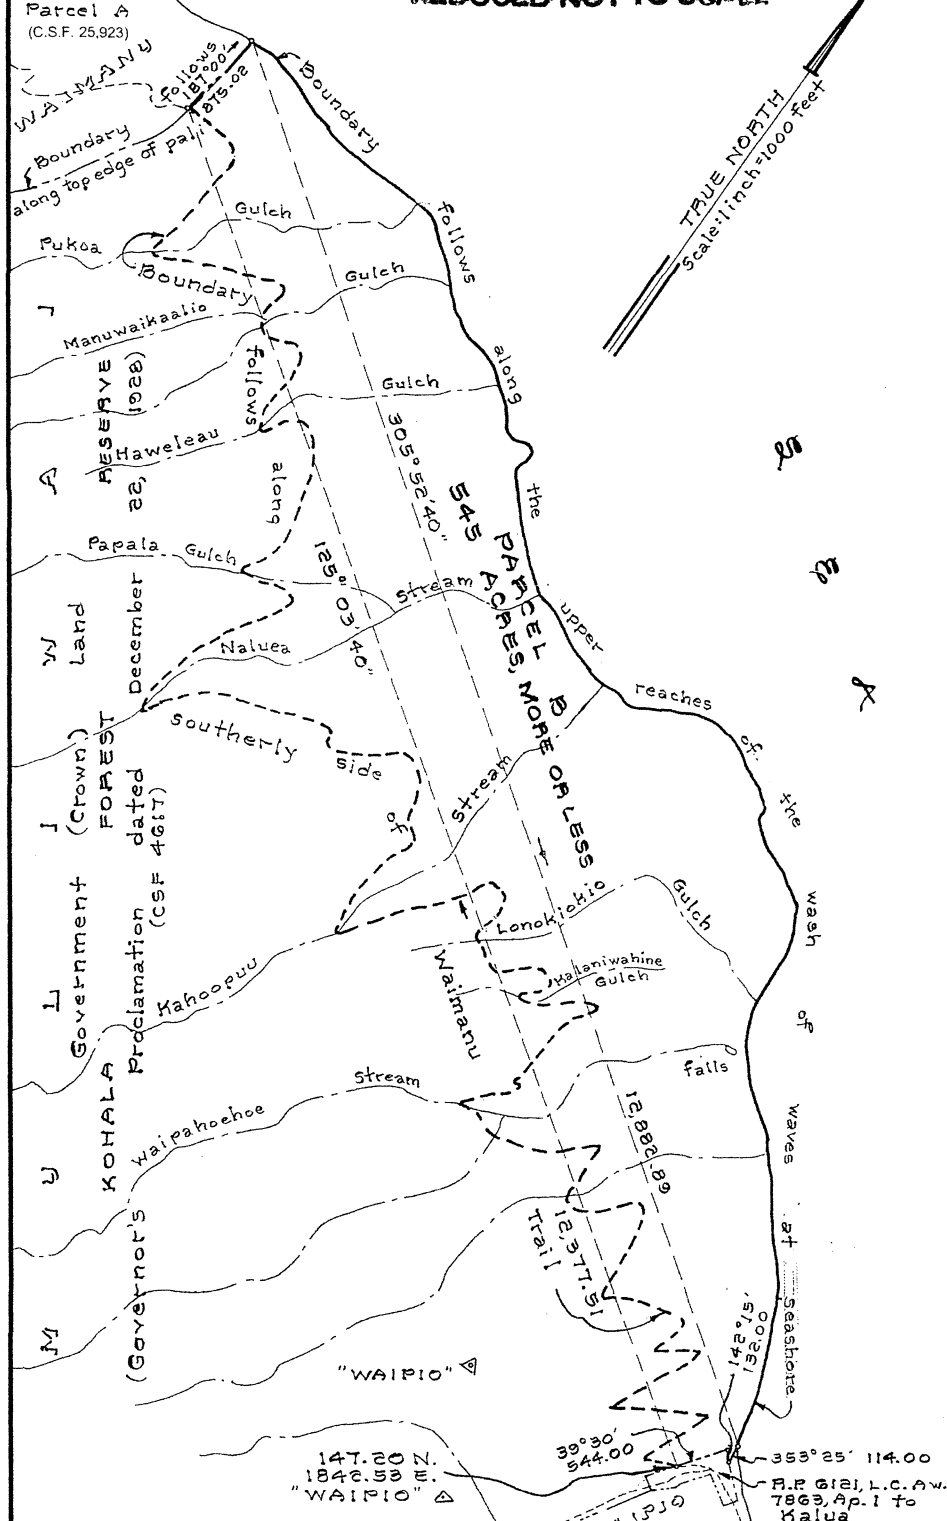 REDUCED NOT TO SCALE
Parcel A
(C.S.F. 25,923)
WAIMANU
follows
187°00'
875.02
Boundary
along top edge of pali
Boundary
follows
along
the
upper
reaches
of
the
wash
of
waves
at
seashore
TRUE NORTH
Scale: 1 inch = 1000 feet
Pukoa
Gulch
Boundary
follows
along
southerly
side
of
Waimanu
Trail
Manuwaikaalio
Gulch
Haweleau
Gulch
Papala Gulch
Naluea
Stream
305°52'40"
125° 03'40"
PARCEL B
545 ACRES, MORE OR LESS
Stream
Kahoopuu
Lonokiokio
Gulch
Kalaniwahine
Gulch
Waipahoehoe
Stream
falls
12,882.89
12,377.51
Government (Crown) Land
KOHALA FOREST RESERVE
(Governor's Proclamation dated December 22, 1928)
(CSF 4617)
"WAIPIO"
142°15'
132.00
39°30'
544.00
353°25' 114.00
147.20 N.
1842.53 E.
"WAIPIO"
R.P. 6121, L.C.Aw.
7863, Ap. 1 to
Kalua